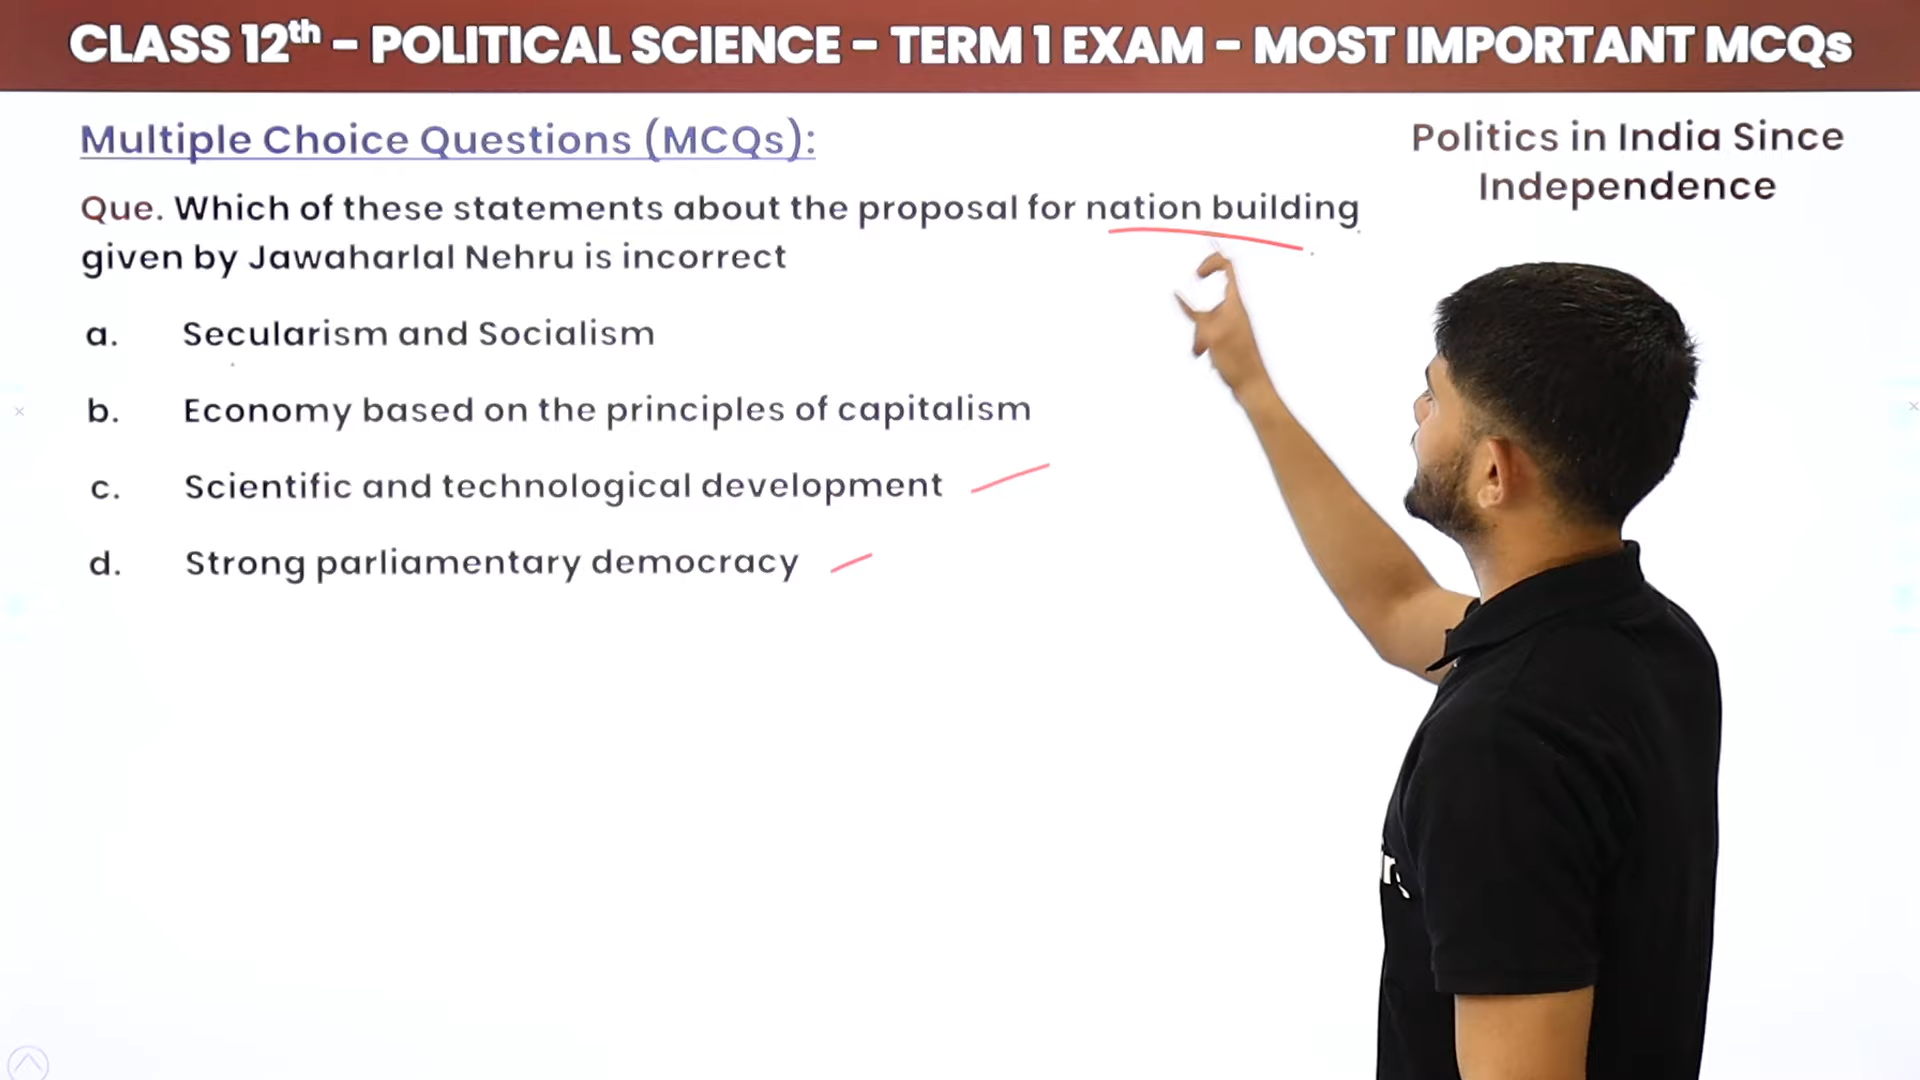 CLASS 12th - POLITICAL SCIENCE - TERM 1 EXAM - MOST IMPORTANT MCQs
Multiple Choice Questions (MCQs):
Politics in India Since
Independence
Que. Which of these statements about the proposal for nation building
given by Jawaharlal Nehru is incorrect
a. Secularism and Socialism
b. Economy based on the principles of capitalism
c. Scientific and technological development
d. Strong parliamentary democracy